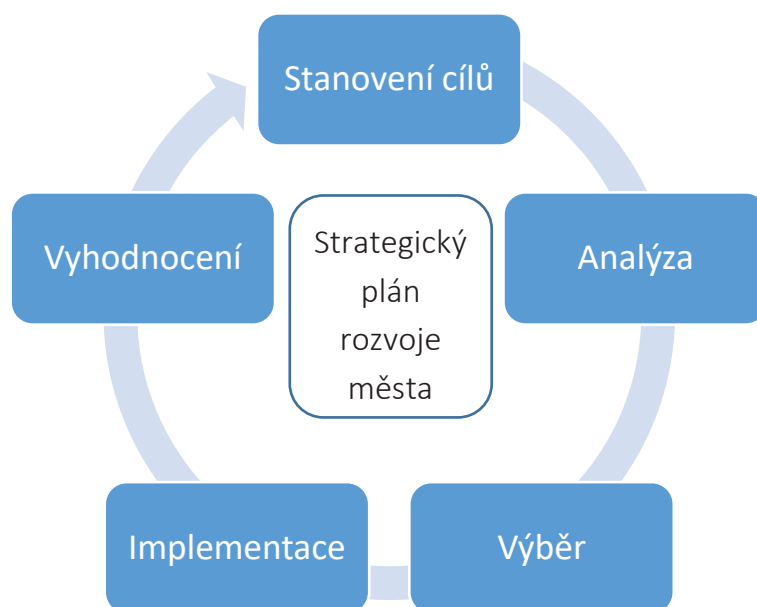 Stanovení cílů
Analýza
Výběr
Implementace
Vyhodnocení
Strategický
plán
rozvoje
města